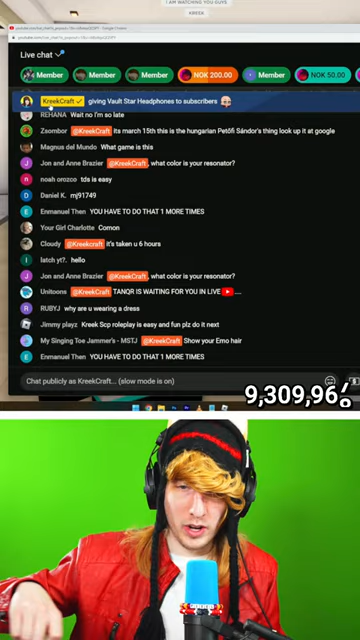 I AM WATCHING YOU GUYS
KREEK
Live chat
Member
Member
Member
NOK 200.00
Member
NOK 50.00
KreekCraft ✓ giving Vault Star Headphones to subscribers
REHANA Wait no I'm so late
Zsombor @KreekCraft its march 15th this is the hungarian Petőfi Sándor's thing look it up at google
Magnus del Mundo What game is this
Jon and Anne Brazier @KreekCraft, what color is your resonator?
noah orozco tds is easy
Daniel K. mj91749
Enmanuel Then YOU HAVE TO DO THAT 1 MORE TIMES
Your Girl Charlotte Comon
Cloudy @Kreekcraft it's taken u 6 hours
latch yt?. hello
Jon and Anne Brazier @KreekCraft, what color is your resonator?
Unitoons @KreekCraft TANQR IS WAITING FOR YOU IN LIVE
RUBYJ why are u wearing a dress
Jimmy playz Kreek Scp roleplay is easy and fun plz do it next
My Singing Toe Jammer's - MSTJ @KreekCraft Show your Emo hair
Enmanuel Then YOU HAVE TO DO THAT 1 MORE TIMES
Chat publicly as KreekCraft... (slow mode is on)